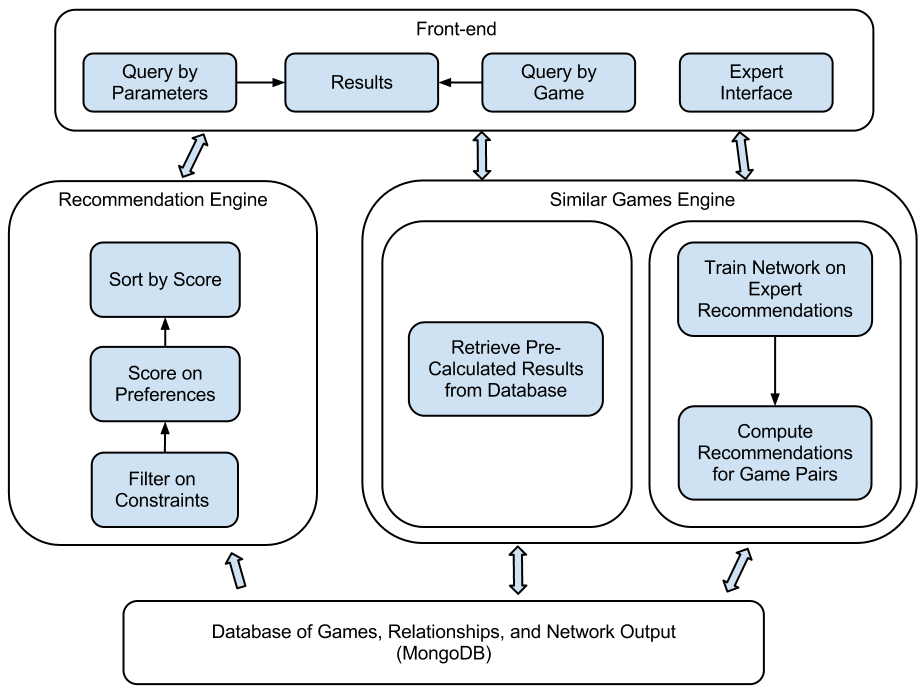 Front-end
Query by
Parameters
Results
Query by
Game
Expert
Interface
Recommendation Engine
Sort by Score
Score on
Preferences
Filter on
Constraints
Similar Games Engine
Retrieve Pre-
Calculated Results
from Database
Train Network on
Expert
Recommendations
Compute
Recommendations
for Game Pairs
Database of Games, Relationships, and Network Output
(MongoDB)